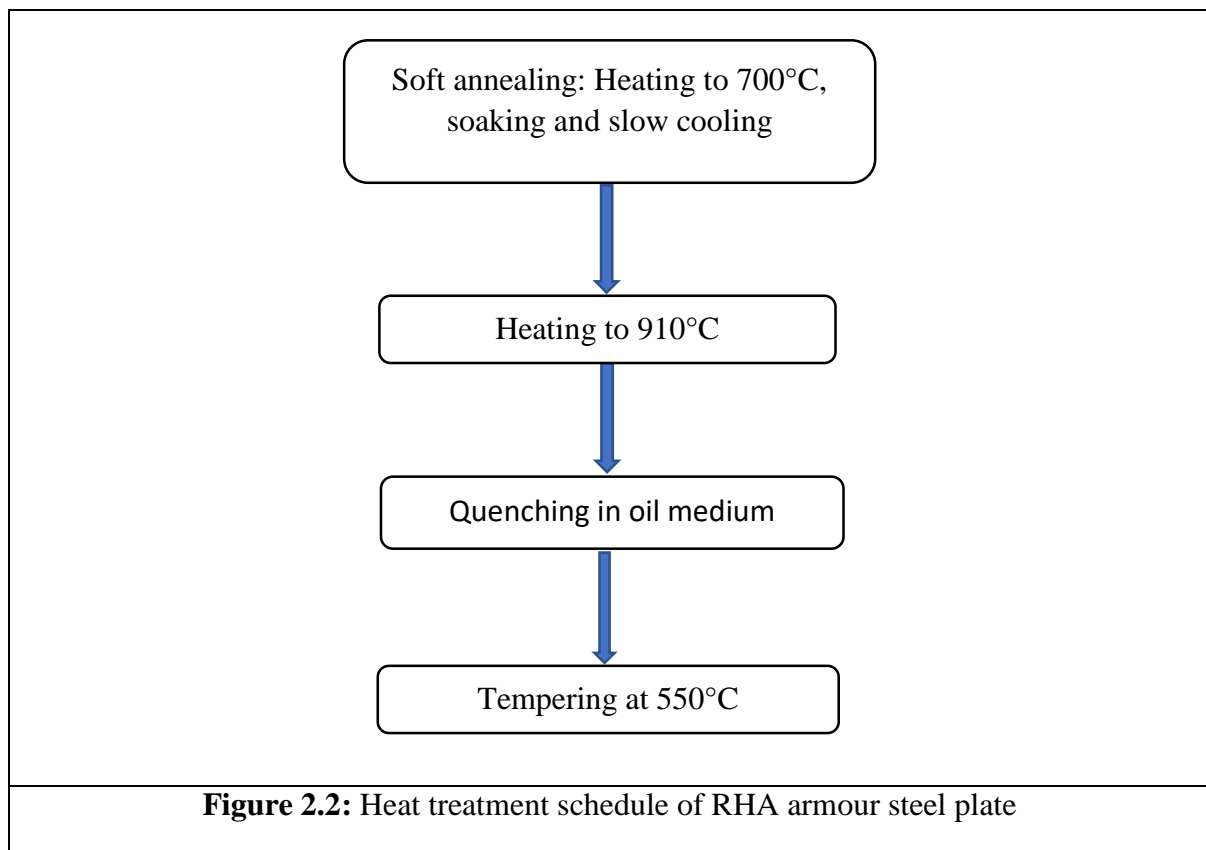 Soft annealing: Heating to 700°C,
soaking and slow cooling
Heating to 910°C
Quenching in oil medium
Tempering at 550°C
Figure 2.2: Heat treatment schedule of RHA armour steel plate